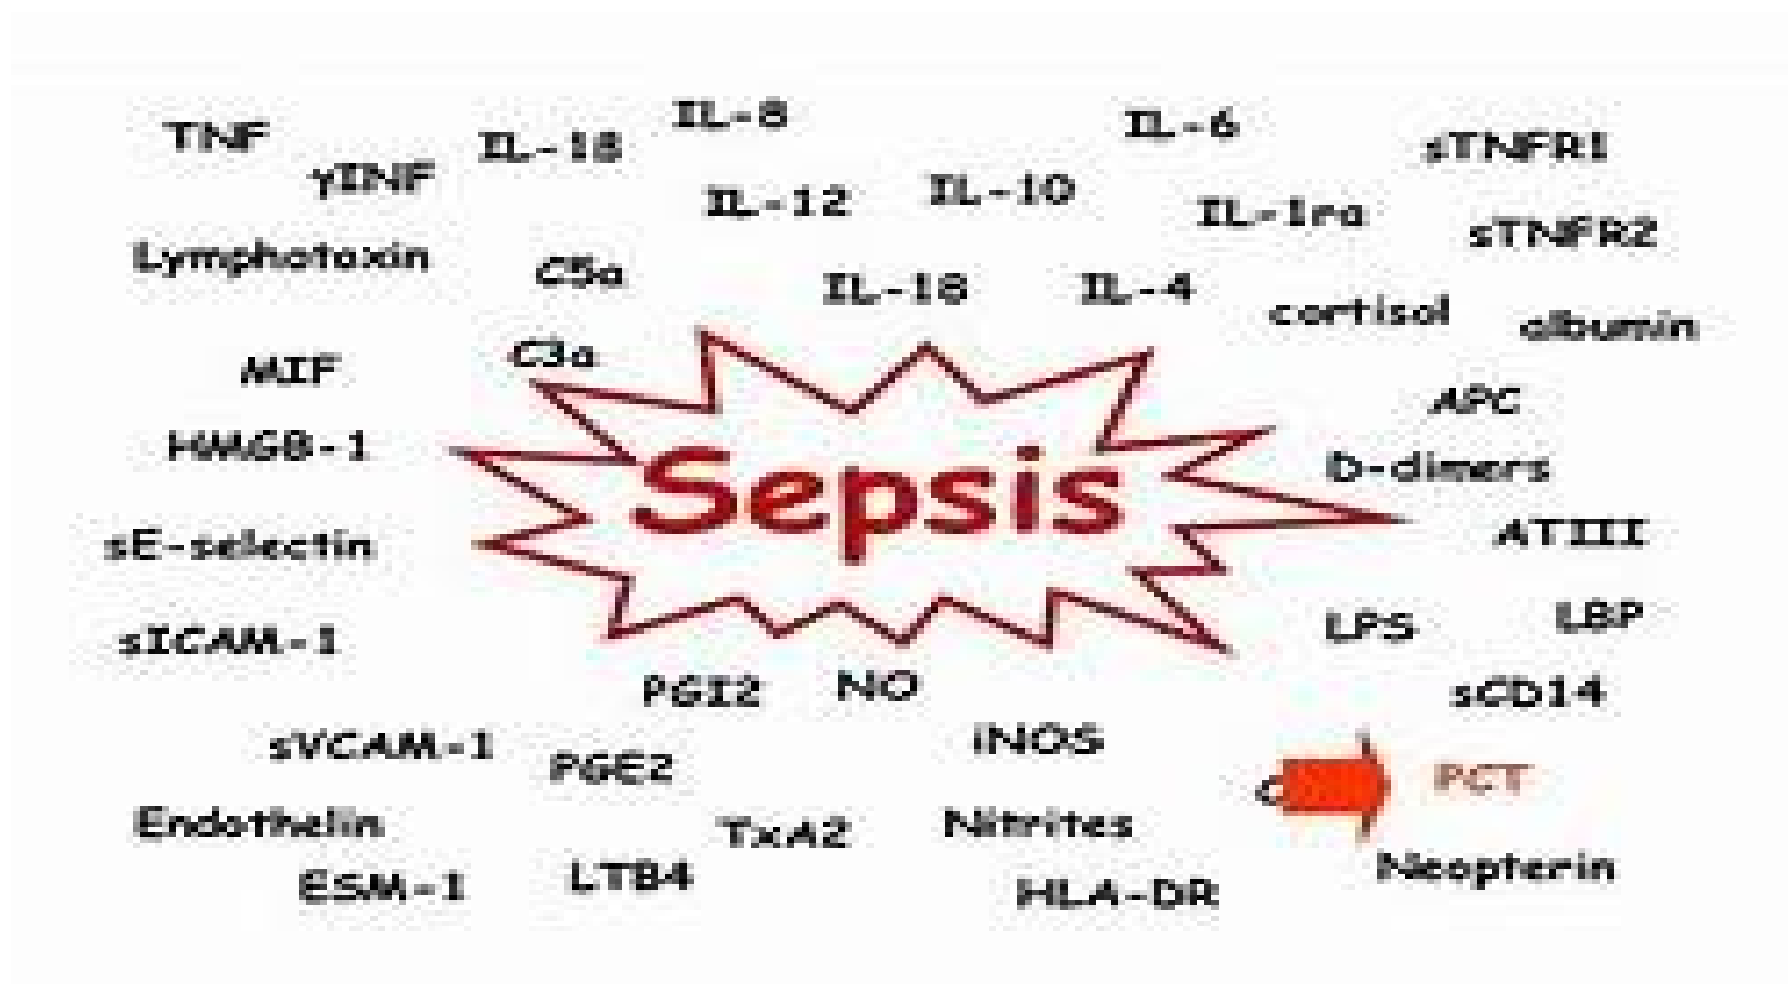 IL-8
IL-6
TNF
IL-18
sTNFR1
γINF
IL-12
IL-10
IL-1ra
sTNFR2
Lymphotoxin
C5a
IL-18
IL-4
cortisol
albumin
C3a
MIF
APC
HMGB-1
D-dimers
Sepsis
ATIII
sE-selectin
LPS
LBP
sICAM-1
PGI2
NO
sCD14
sVCAM-1
iNOS
PGE2
PCT
Endothelin
TxA2
Nitrites
Neopterin
ESM-1
LTB4
HLA-DR